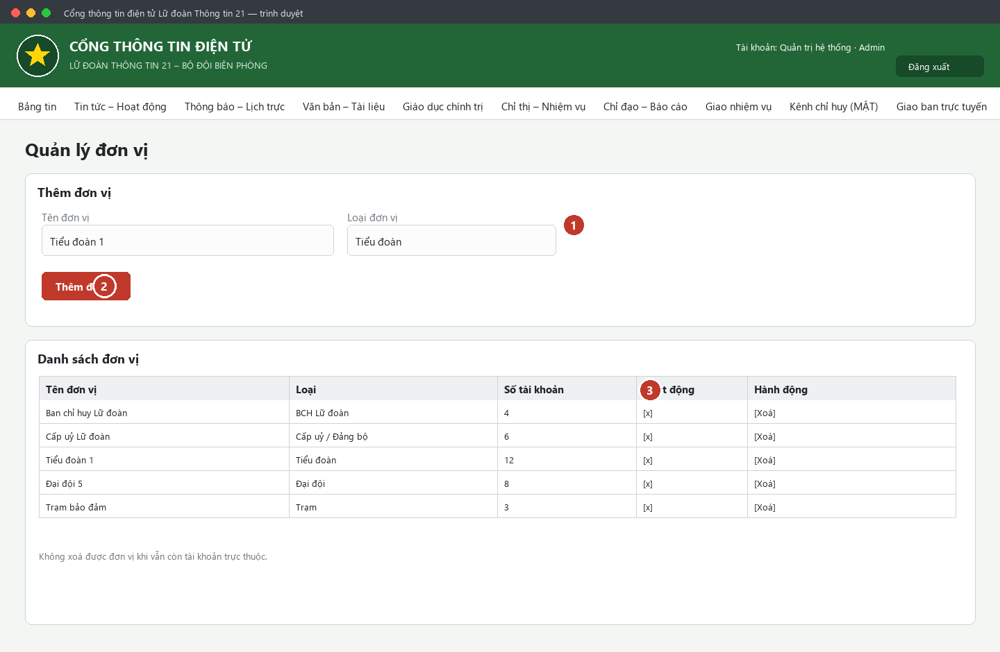 Cổng thông tin điện tử Lữ đoàn Thông tin 21 — trình duyệt
CỔNG THÔNG TIN ĐIỆN TỬ
LỮ ĐOÀN THÔNG TIN 21 – BỘ ĐỘI BIÊN PHÒNG
Tài khoản: Quản trị hệ thống · Admin
Đăng xuất
Bảng tin Tin tức – Hoạt động Thông báo – Lịch trực Văn bản – Tài liệu Giáo dục chính trị Chỉ thị – Nhiệm vụ Chỉ đạo – Báo cáo Giao nhiệm vụ Kênh chỉ huy (MẬT) Giao ban trực tuyến
Quản lý đơn vị
Thêm đơn vị
Tên đơn vị Loại đơn vị
1
Tiểu đoàn 1 Tiểu đoàn
Thêm đ 2
Danh sách đơn vị
Tên đơn vị Loại Số tài khoản 3 t động Hành động
Ban chỉ huy Lữ đoàn BCH Lữ đoàn 4 [x] [Xoá]
Cấp uỷ Lữ đoàn Cấp uỷ / Đảng bộ 6 [x] [Xoá]
Tiểu đoàn 1 Tiểu đoàn 12 [x] [Xoá]
Đại đội 5 Đại đội 8 [x] [Xoá]
Trạm bảo đảm Trạm 3 [x] [Xoá]
Không xoá được đơn vị khi vẫn còn tài khoản trực thuộc.